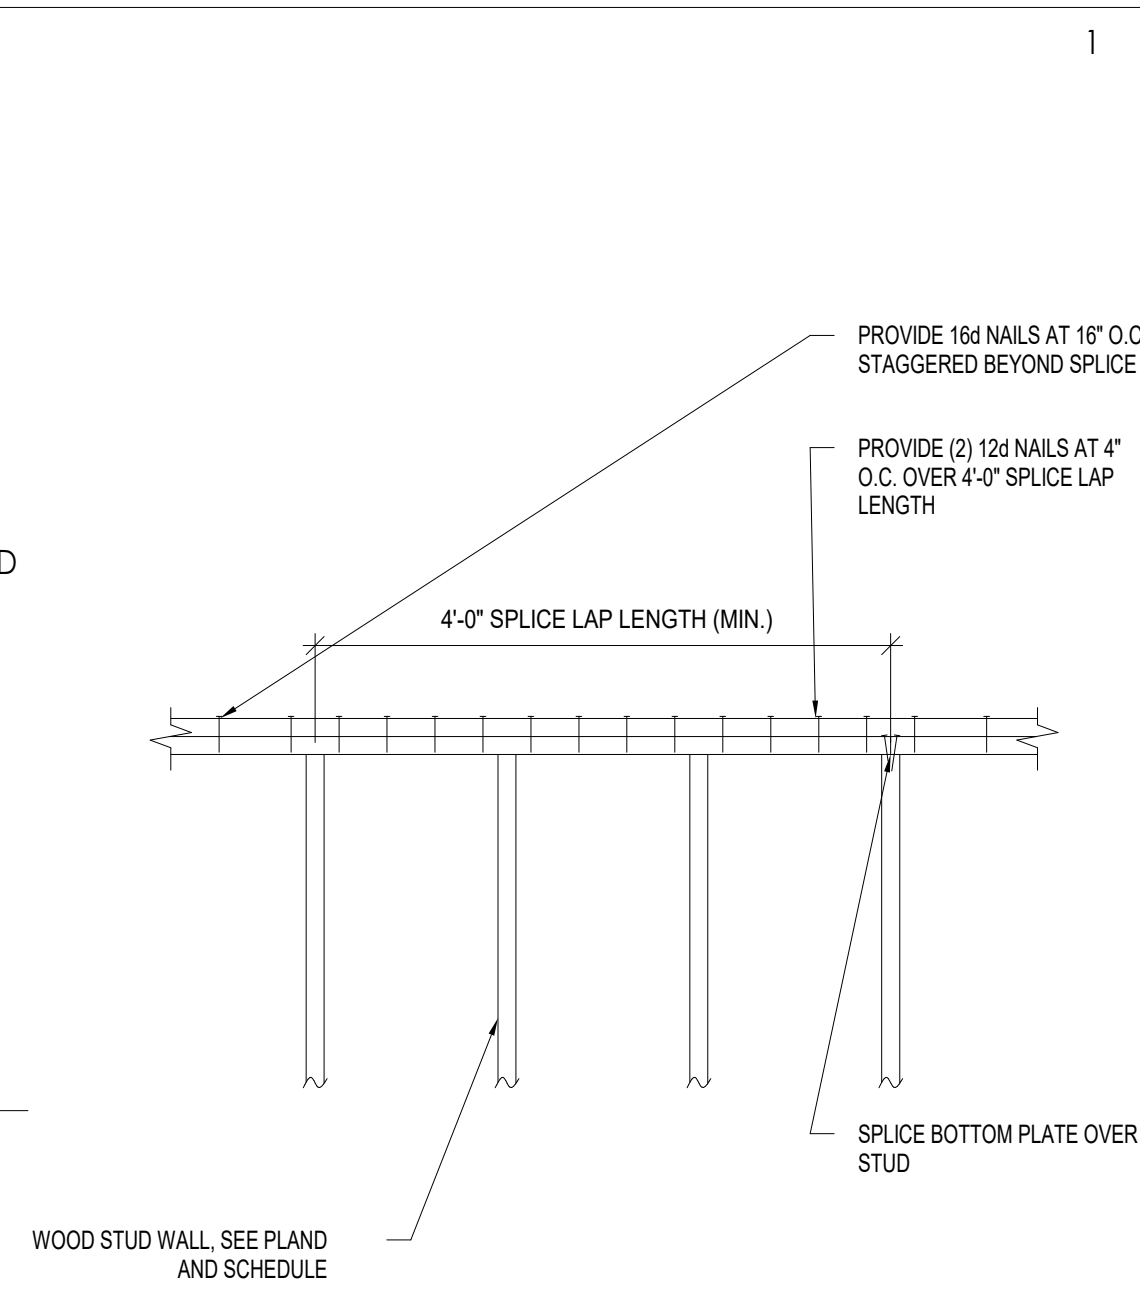 1
PROVIDE 16d NAILS AT 16" O.C
STAGGERED BEYOND SPLICE
PROVIDE (2) 12d NAILS AT 4"
O.C. OVER 4'-0" SPLICE LAP
LENGTH
D
4'-0" SPLICE LAP LENGTH (MIN.)
SPLICE BOTTOM PLATE OVER
STUD
WOOD STUD WALL, SEE PLAND
AND SCHEDULE